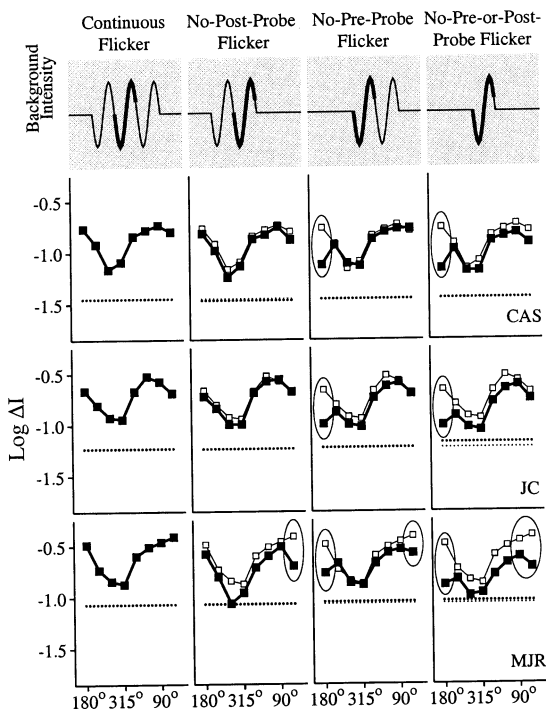 Continuous Flicker
No-Post-Probe Flicker
No-Pre-Probe Flicker
No-Pre-or-Post-Probe Flicker
Background Intensity
-0.5
-1.0
-1.5
CAS
-0.5
-1.0
-1.5
JC
Log ΔI
-0.5
-1.0
-1.5
MJR
180° 315° 90°
180° 315° 90°
180° 315° 90°
180° 315° 90°